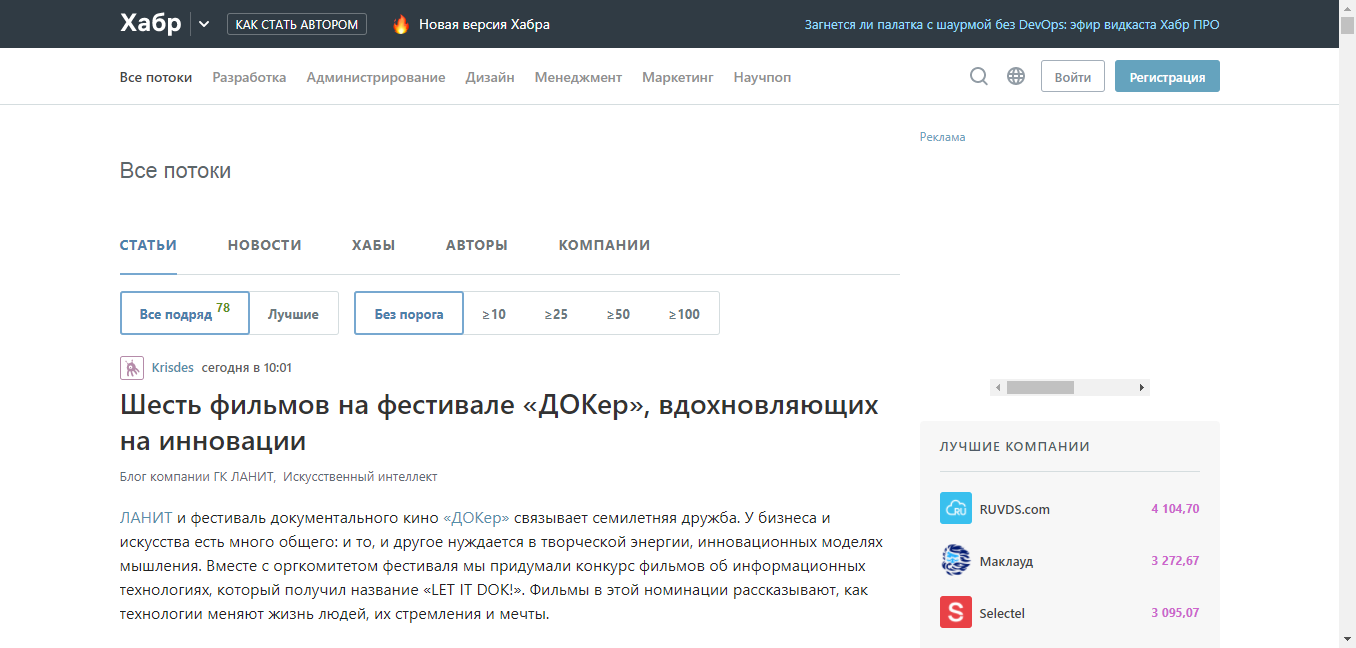 Хабр КАК СТАТЬ АВТОРОМ Новая версия Хабра Загнется ли палатка с шаурмой без DevOps: эфир видкаста Хабр ПРО
Все потоки Разработка Администрирование Дизайн Менеджмент Маркетинг Научпоп Войти Регистрация
Реклама
Все потоки
СТАТЬИ НОВОСТИ ХАБЫ АВТОРЫ КОМПАНИИ
Все подряд 78 Лучшие Без порога ≥10 ≥25 ≥50 ≥100
Krisdes сегодня в 10:01
Шесть фильмов на фестивале «ДОКер», вдохновляющих
на инновации
Блог компании ГК ЛАНИТ, Искусственный интеллект
ЛАНИТ и фестиваль документального кино «ДОКер» связывает семилетняя дружба. У бизнеса и
искусства есть много общего: и то, и другое нуждается в творческой энергии, инновационных моделях
мышления. Вместе с оргкомитетом фестиваля мы придумали конкурс фильмов об информационных
технологиях, который получил название «LET IT DOK!». Фильмы в этой номинации рассказывают, как
технологии меняют жизнь людей, их стремления и мечты.
ЛУЧШИЕ КОМПАНИИ
RU RUVDS.com 4 104,70
Маклауд 3 272,67
S Selectel 3 095,07